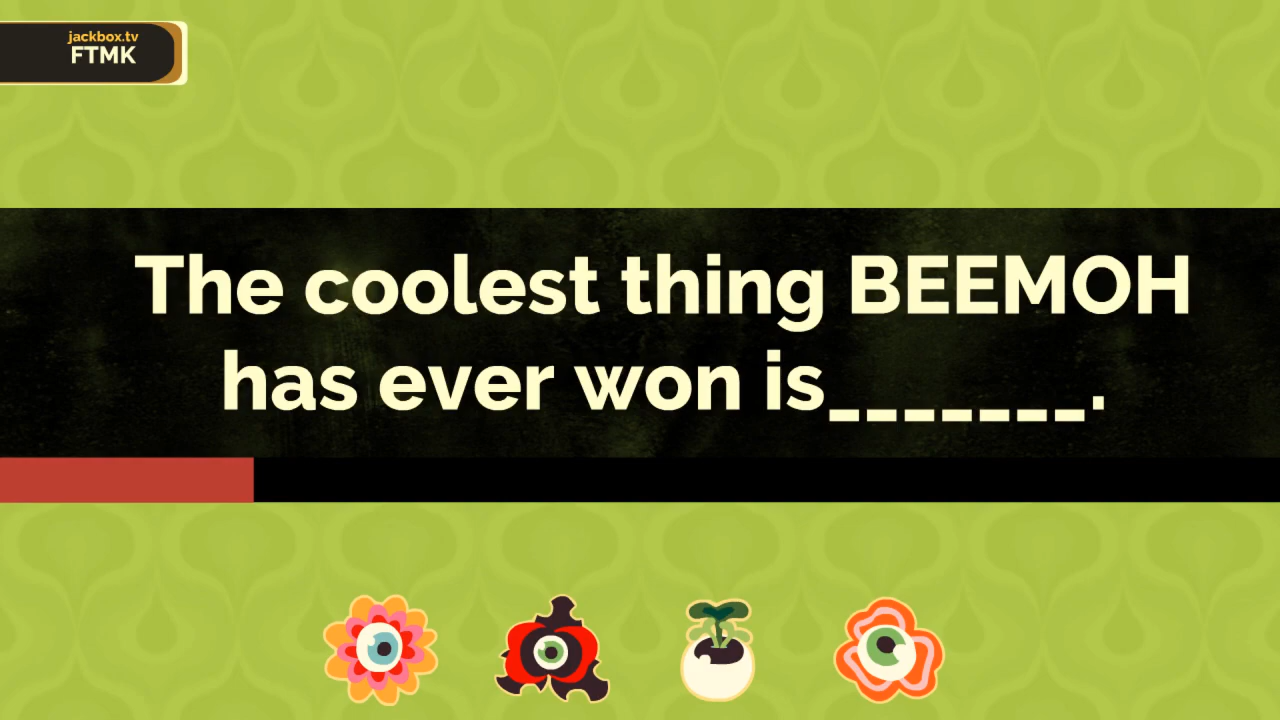 jackbox.tv
FTMK
The coolest thing BEEMOH
has ever won is_______.